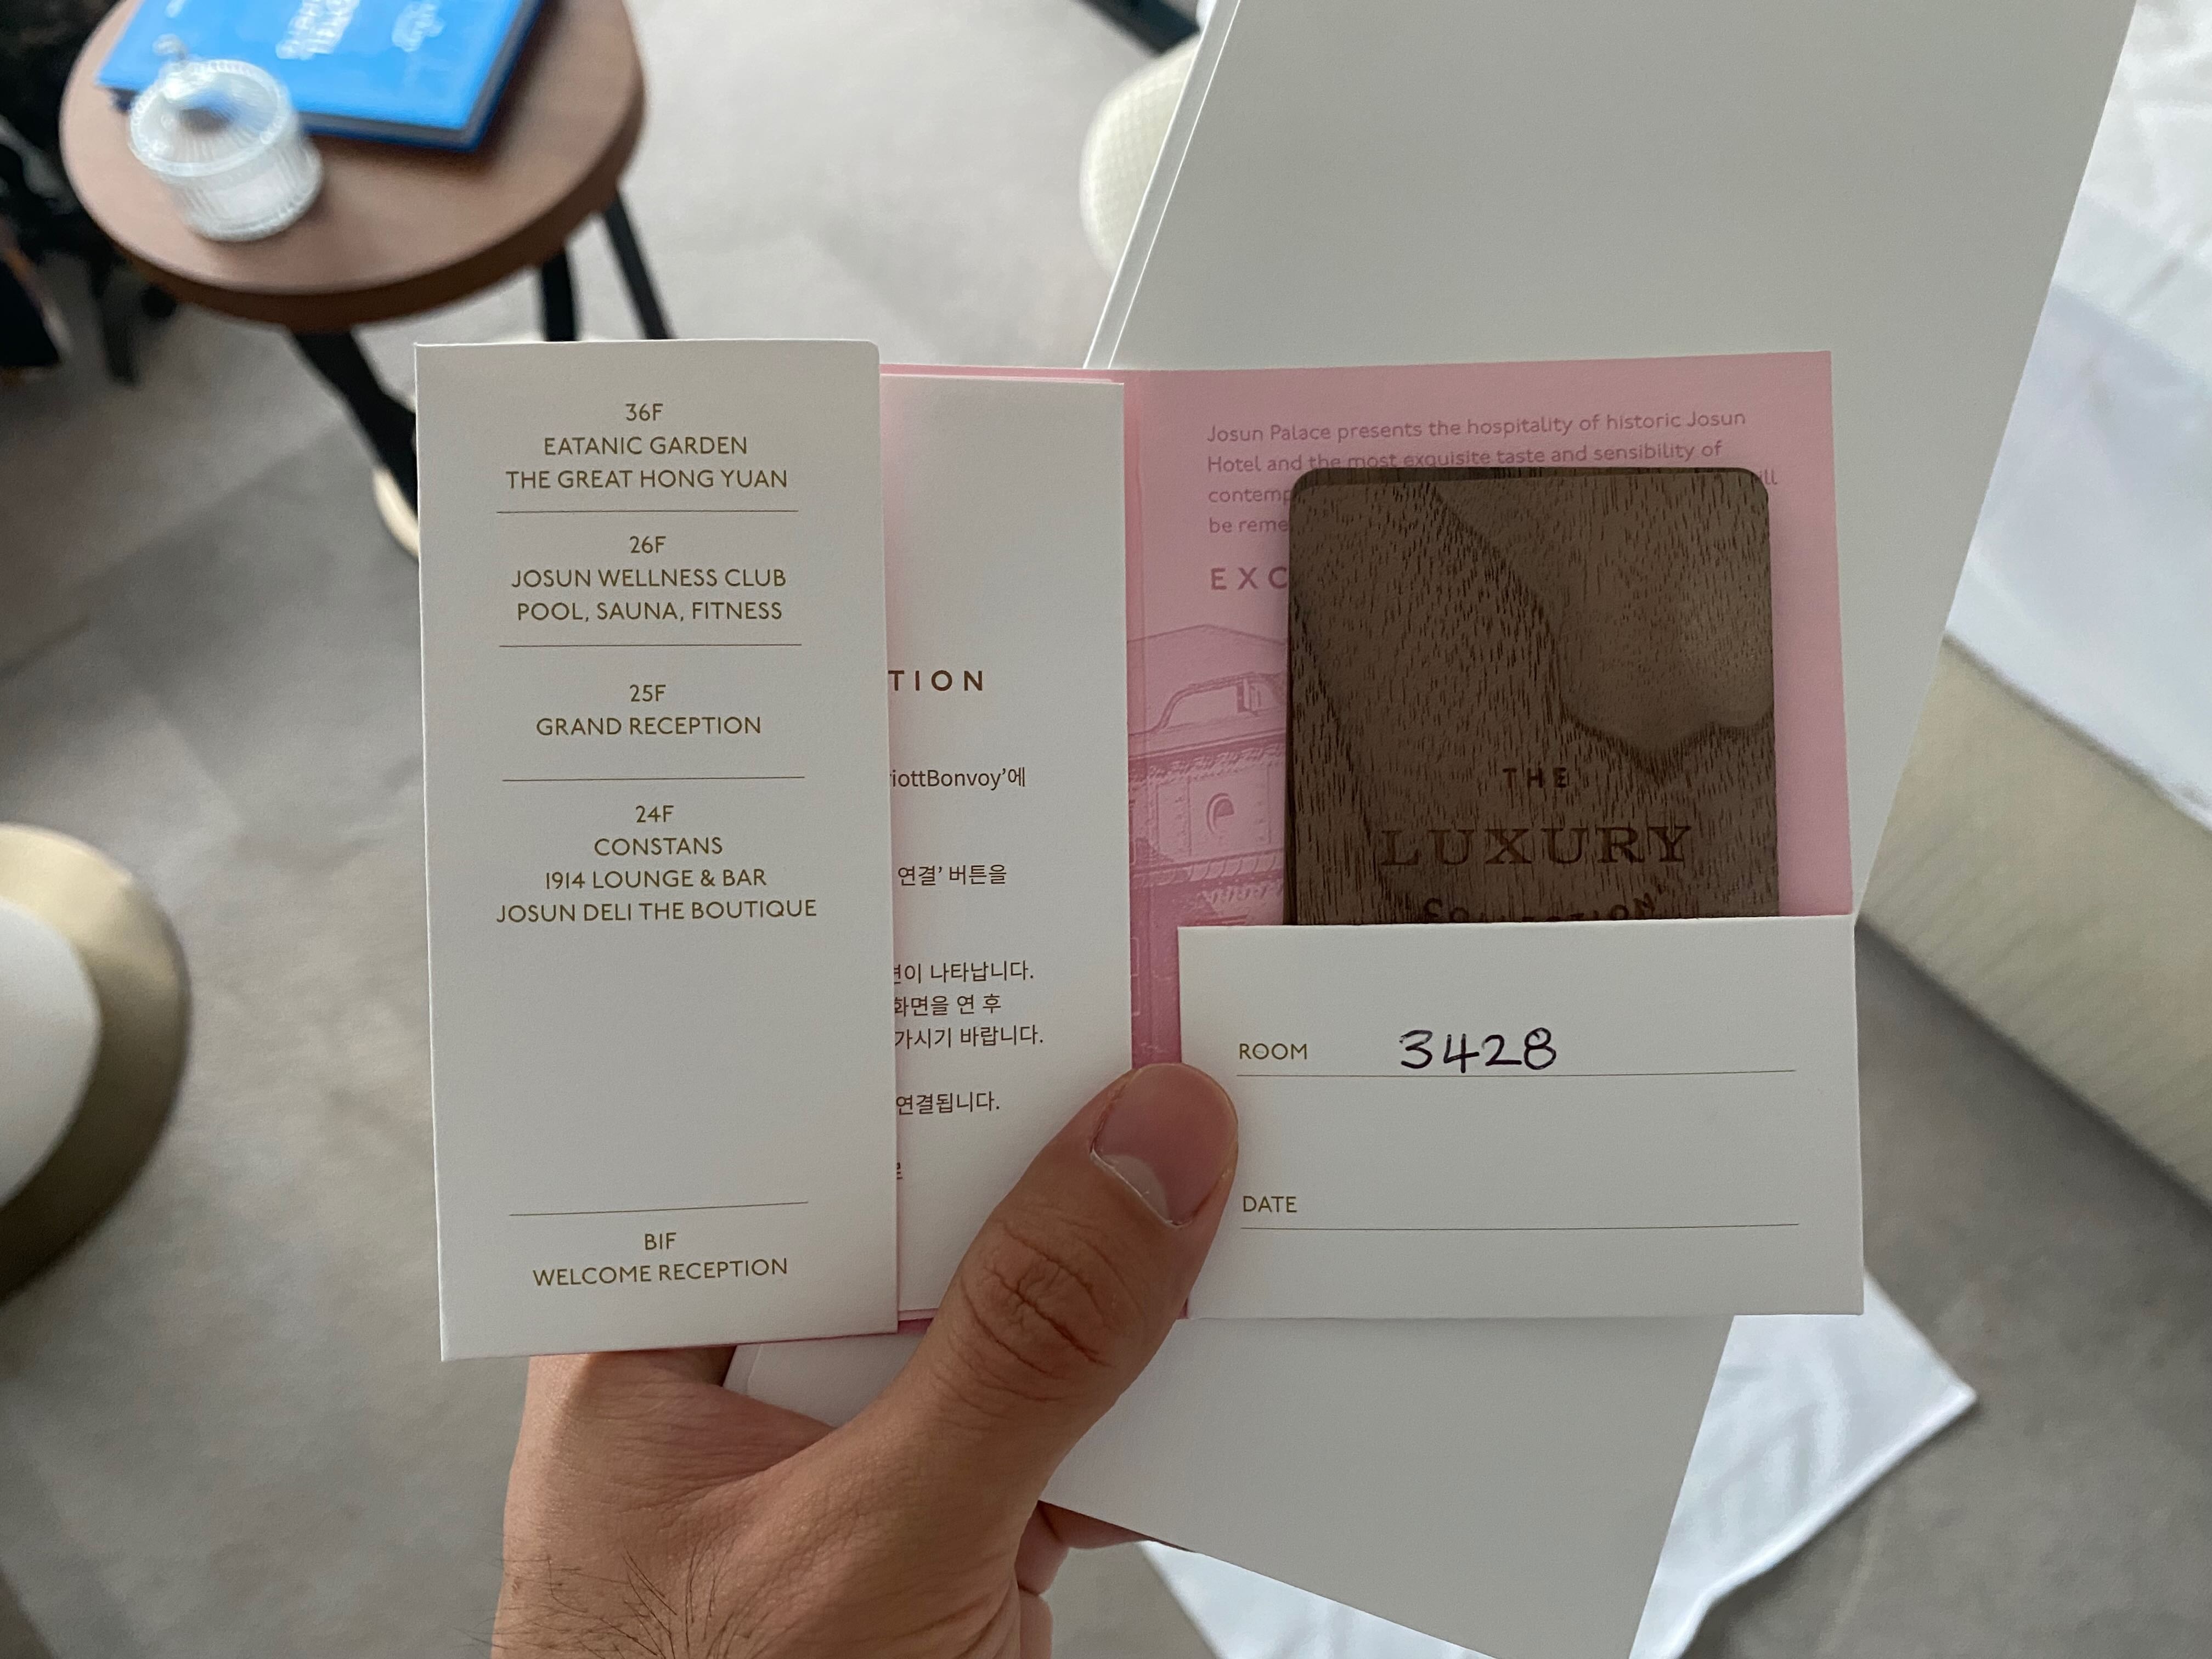 36F
EATANIC GARDEN
THE GREAT HONG YUAN
26F
JOSUN WELLNESS CLUB
POOL, SAUNA, FITNESS
25F
GRAND RECEPTION
24F
CONSTANS
1914 LOUNGE & BAR
JOSUN DELI THE BOUTIQUE
B1F
WELCOME RECEPTION
TION
iottBonvoy’에
연결’ 버튼을
이 나타납니다.
화면을 연 후
가시기 바랍니다.
연결됩니다.
Josun Palace presents the hospitality of historic Josun
Hotel and the most exquisite taste and sensibility of
contemp
be reme
EXC
THE
LUXURY
COLLECTION
ROOM 3428
DATE